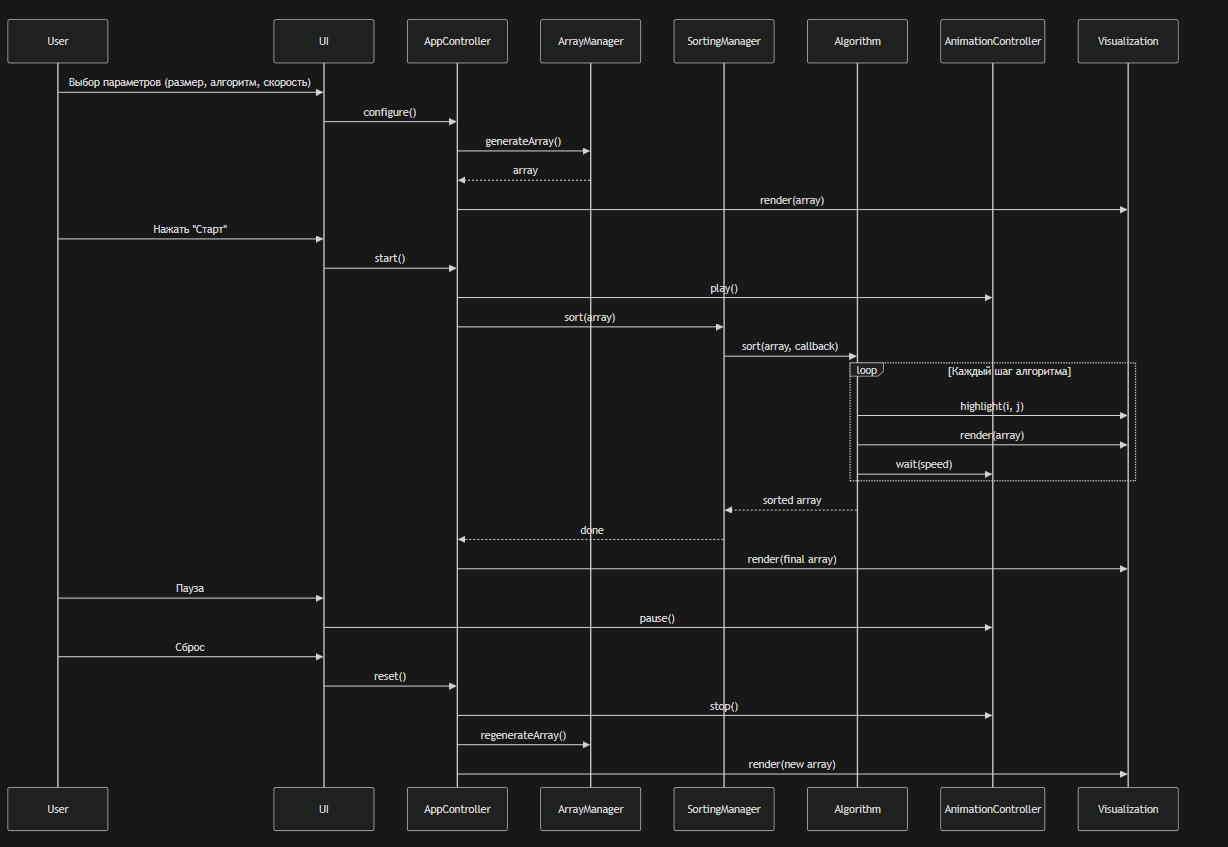 User
UI
AppController
ArrayManager
SortingManager
Algorithm
AnimationController
Visualization
Выбор параметров (размер, алгоритм, скорость)
configure()
generateArray()
array
render(array)
Нажать "Старт"
start()
play()
sort(array)
sort(array, callback)
loop
[Каждый шаг алгоритма]
highlight(i, j)
render(array)
wait(speed)
sorted array
done
render(final array)
Пауза
pause()
Сброс
reset()
stop()
regenerateArray()
render(new array)
User
UI
AppController
ArrayManager
SortingManager
Algorithm
AnimationController
Visualization